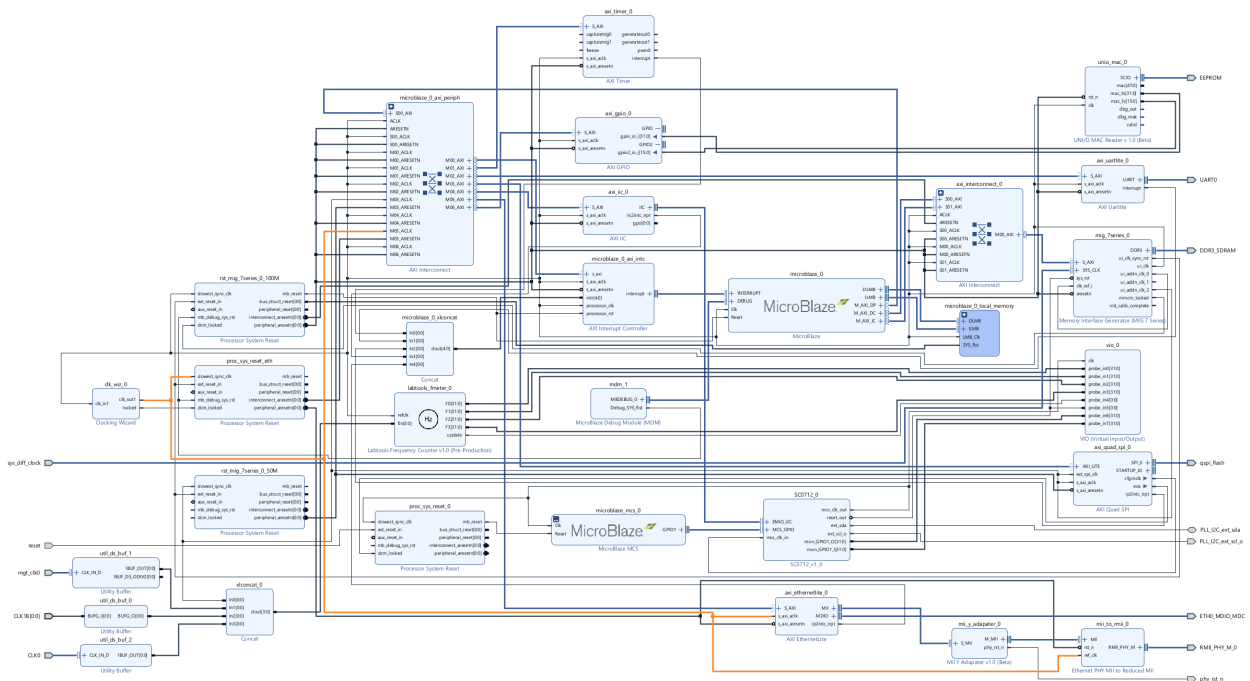 axi_timer_0
S_AXI
capturetrig0
capturetrig1
freeze
s_axi_aclk
s_axi_aresetn
generateout0
generateout1
pwm0
interrupt
AXI Timer
unio_mac_0
rst_n
clk
SCIO
mac[47:0]
mac_lo[31:0]
mac_hi[15:0]
dbg_out
dbg_mak
valid
UNI/O MAC Reader v 1.0 (Beta)
EEPROM
microblaze_0_axi_periph
S00_AXI
ACLK
ARESETN
S00_ACLK
S00_ARESETN
M00_ACLK
M00_ARESETN
M01_ACLK
M01_ARESETN
M02_ACLK
M02_ARESETN
M03_ACLK
M03_ARESETN
M04_ACLK
M04_ARESETN
M05_ACLK
M05_ARESETN
M06_ACLK
M06_ARESETN
M00_AXI
M01_AXI
M02_AXI
M03_AXI
M04_AXI
M05_AXI
M06_AXI
AXI Interconnect
axi_gpio_0
S_AXI
s_axi_aclk
s_axi_aresetn
GPIO
gpio_io_i[31:0]
GPIO2
gpio2_io_i[15:0]
AXI GPIO
axi_uartlite_0
S_AXI
s_axi_aclk
s_axi_aresetn
UART
interrupt
AXI Uartlite
UART0
axi_iic_0
S_AXI
s_axi_aclk
s_axi_aresetn
IIC
iic2intc_irpt
gpo[0:0]
AXI IIC
axi_interconnect_0
S00_AXI
S01_AXI
ACLK
ARESETN
S00_ACLK
S00_ARESETN
M00_ACLK
M00_ARESETN
S01_ACLK
S01_ARESETN
M00_AXI
AXI Interconnect
mig_7series_0
S_AXI
SYS_CLK
sys_rst
clk_ref_i
aresetn
DDR3
ui_clk_sync_rst
ui_clk
ui_addn_clk_0
ui_addn_clk_1
ui_addn_clk_2
mmcm_locked
init_calib_complete
Memory Interface Generator (MIG 7 Series)
DDR3_SDRAM
microblaze_0_axi_intc
s_axi
s_axi_aclk
s_axi_aresetn
intr[4:0]
processor_clk
processor_rst
interrupt
AXI Interrupt Controller
microblaze_0
INTERRUPT
DEBUG
Clk
Reset
MicroBlaze
DLMB
ILMB
M_AXI_DP
M_AXI_DC
M_AXI_IC
MicroBlaze
microblaze_0_local_memory
DLMB
ILMB
LMB_Clk
SYS_Rst
rst_mig_7series_0_100M
slowest_sync_clk
ext_reset_in
aux_reset_in
mb_debug_sys_rst
dcm_locked
mb_reset
bus_struct_reset[0:0]
peripheral_reset[0:0]
interconnect_aresetn[0:0]
peripheral_aresetn[0:0]
Processor System Reset
microblaze_0_xlconcat
In0[0:0]
In1[0:0]
In2[0:0]
In3[0:0]
In4[0:0]
dout[4:0]
Concat
vio_0
clk
probe_in0[31:0]
probe_in1[31:0]
probe_in2[31:0]
probe_in3[31:0]
probe_in4[0:0]
probe_in5[0:0]
probe_in6[31:0]
probe_in7[31:0]
VIO (Virtual Input/Output)
proc_sys_reset_eth
slowest_sync_clk
ext_reset_in
aux_reset_in
mb_debug_sys_rst
dcm_locked
mb_reset
bus_struct_reset[0:0]
peripheral_reset[0:0]
interconnect_aresetn[0:0]
peripheral_aresetn[0:0]
Processor System Reset
clk_wiz_0
clk_in1
clk_out1
locked
Clocking Wizard
labtools_fmeter_0
refclk
fin[3:0]
Hz
F0[31:0]
F1[31:0]
F2[31:0]
F3[31:0]
update
Labtools Frequency Counter v1.0 (Pre-Production)
mdm_1
MBDEBUG_0
Debug_SYS_Rst
MicroBlaze Debug Module (MDM)
sys_diff_clock
axi_quad_spi_0
AXI_LITE
ext_spi_clk
s_axi_aclk
s_axi_aresetn
SPI_0
STARTUP_IO
cfgmclk
eos
ip2intc_irpt
AXI Quad SPI
qspi_flash
rst_mig_7series_0_50M
slowest_sync_clk
ext_reset_in
aux_reset_in
mb_debug_sys_rst
dcm_locked
mb_reset
bus_struct_reset[0:0]
peripheral_reset[0:0]
interconnect_aresetn[0:0]
peripheral_aresetn[0:0]
Processor System Reset
proc_sys_reset_0
slowest_sync_clk
ext_reset_in
aux_reset_in
mb_debug_sys_rst
dcm_locked
mb_reset
bus_struct_reset[0:0]
peripheral_reset[0:0]
interconnect_aresetn[0:0]
peripheral_aresetn[0:0]
Processor System Reset
microblaze_mcs_0
Clk
Reset
MicroBlaze
GPIO1
MicroBlaze MCS
SC0712_0
EMIO_I2C
MCS_GPIO
mcs_clk_in
mcs_clk_out
reset_out
ext_sda
ext_scl_o
mon_GPIO1_O[31:0]
mon_GPIO1_I[31:0]
SC0712_v1_0
PLL_I2C_ext_sda
PLL_I2C_ext_scl_o
reset
util_ds_buf_1
mgt_clk0
CLK_IN_D
IBUF_OUT[0:0]
IBUF_DS_ODIV2[0:0]
Utility Buffer
util_ds_buf_0
CLK1B[0:0]
BUFG_I[0:0]
BUFG_O[0:0]
Utility Buffer
util_ds_buf_2
CLK0
CLK_IN_D
IBUF_OUT[0:0]
Utility Buffer
xlconcat_0
In0[0:0]
In1[0:0]
In2[0:0]
In3[0:0]
dout[3:0]
Concat
axi_ethernetlite_0
S_AXI
s_axi_aclk
s_axi_aresetn
MII
MDIO
ip2intc_irpt
AXI EthernetLite
ETH0_MDIO_MDC
mii_y_adapater_0
S_MII
M_MII
phy_rst_n
MII Y Adapater v1.0 (Beta)
mii_to_rmii_0
MII
rst_n
ref_clk
RMII_PHY_M
Ethernet PHY MII to Reduced MII
RMII_PHY_M_0
phy_rst_n